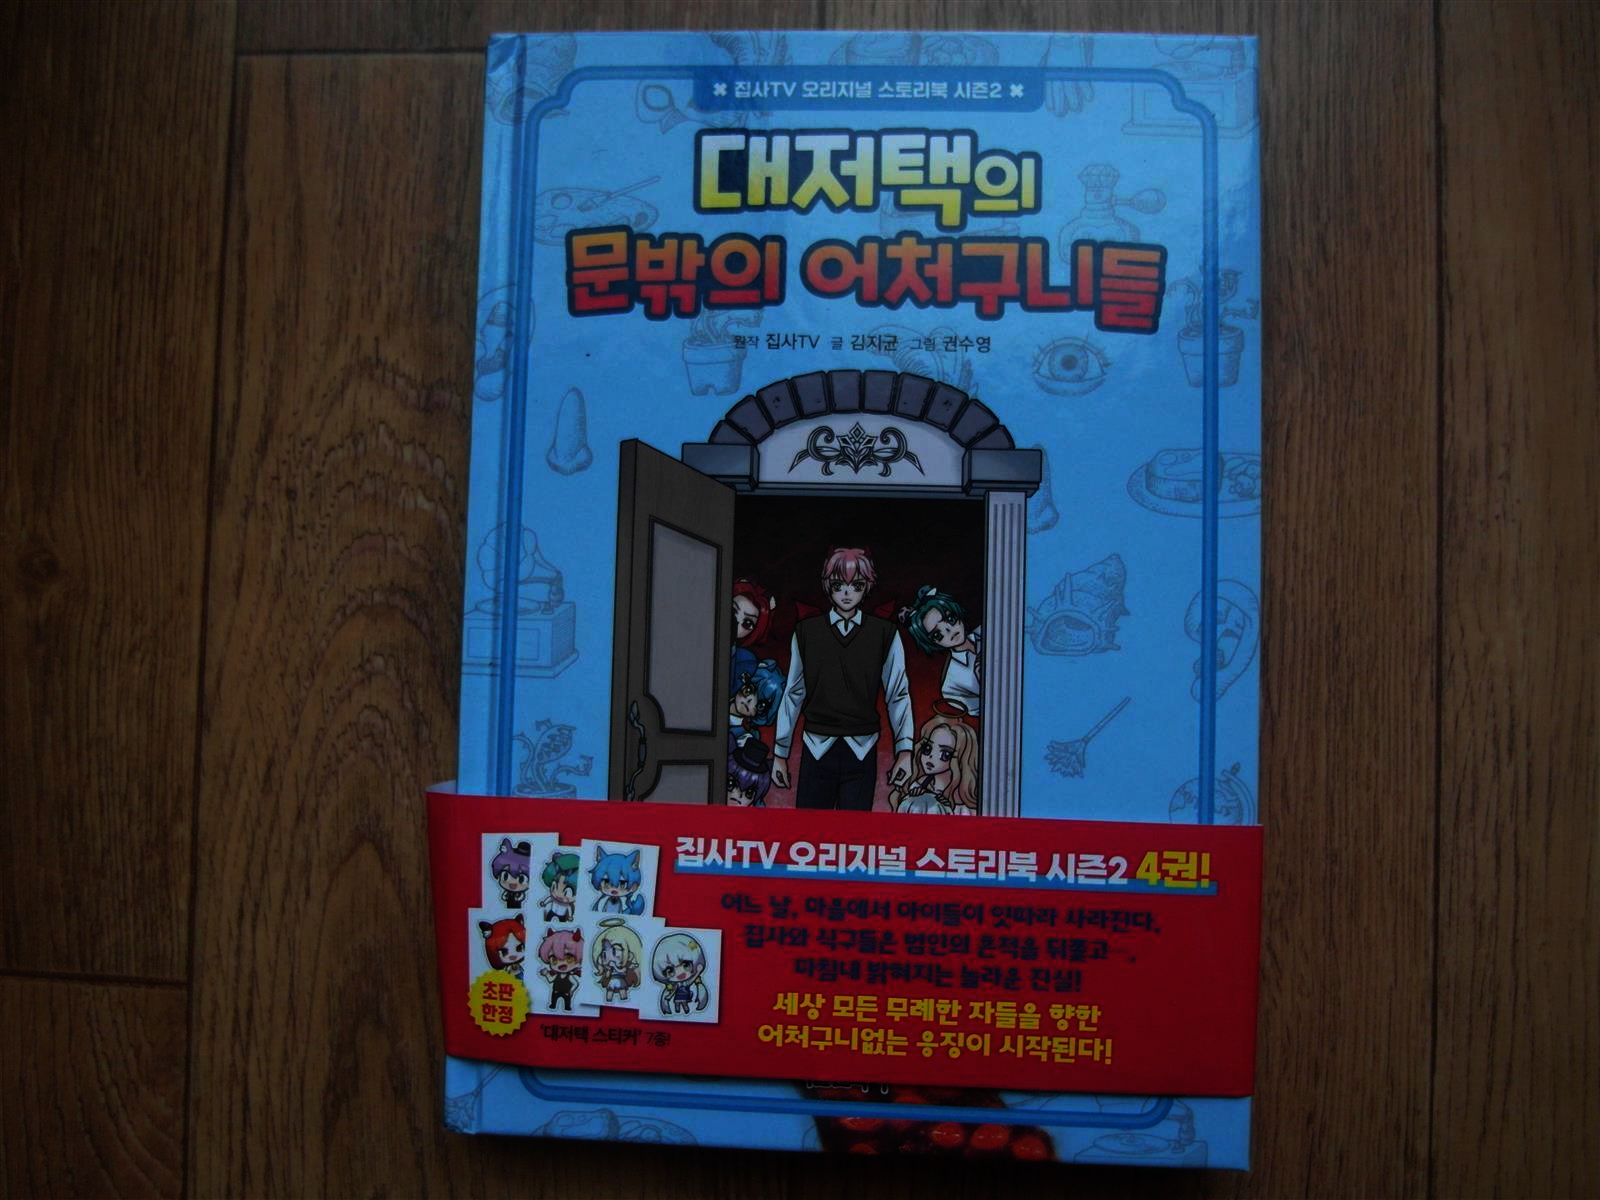 집사TV 오리지널 스토리북 시즌2
대저택의
문밖의 어처구니들
원작 집사TV 글 김지균 그림 권수영
집사TV 오리지널 스토리북 시즌2 4권!
어느 날, 마을에서 아이들이 잇따라 사라진다.
집사와 식구들은 범인의 흔적을 뒤쫓고…,
마침내 밝혀지는 놀라운 진실!
세상 모든 무례한 자들을 향한
어처구니없는 응징이 시작된다!
초판
한정
'대저택 스티커' 7종!